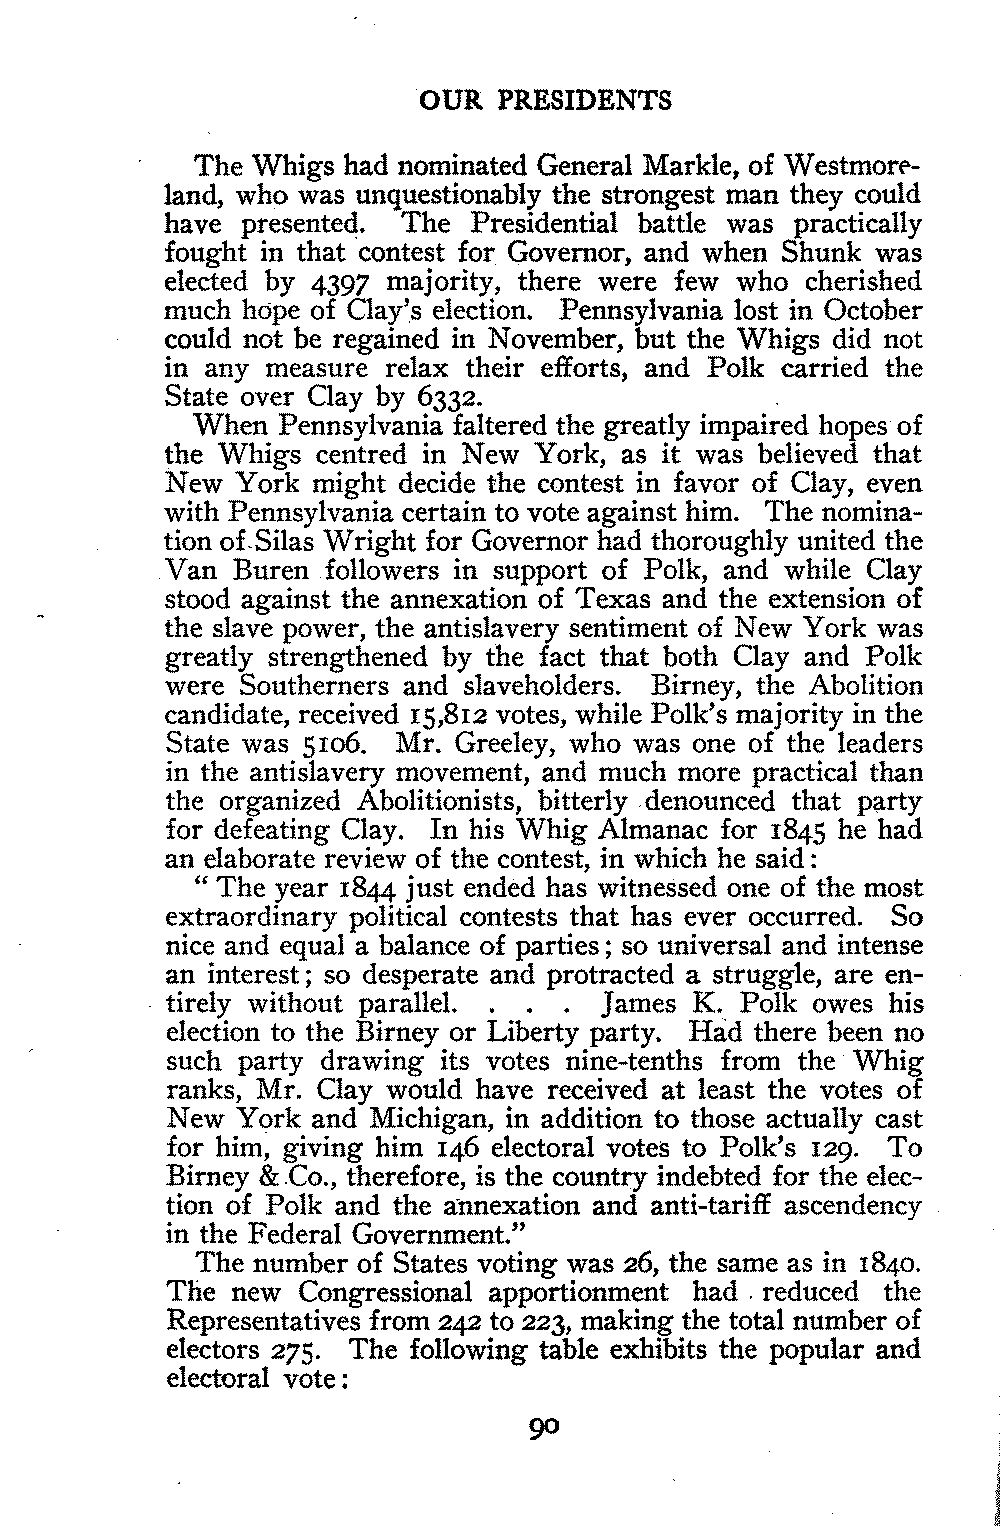 OUR PRESIDENTS
The Whigs had nominated General Markle, of Westmore-
land, who was unquestionably the strongest man they could
have presented. The Presidential battle was practically
fought in that contest for Governor, and when Shunk was
elected by 4397 majority, there were few who cherished
much hope of Clay's election. Pennsylvania lost in October
could not be regained in November, but the Whigs did not
in any measure relax their efforts, and Polk carried the
State over Clay by 6332.
When Pennsylvania faltered the greatly impaired hopes of
the Whigs centred in New York, as it was believed that
New York might decide the contest in favor of Clay, even
with Pennsylvania certain to vote against him. The nomina-
tion of Silas Wright for Governor had thoroughly united the
Van Buren followers in support of Polk, and while Clay
stood against the annexation of Texas and the extension of
the slave power, the antislavery sentiment of New York was
greatly strengthened by the fact that both Clay and Polk
were Southerners and slaveholders. Birney, the Abolition
candidate, received 15,812 votes, while Polk's majority in the
State was 5106. Mr. Greeley, who was one of the leaders
in the antislavery movement, and much more practical than
the organized Abolitionists, bitterly denounced that party
for defeating Clay. In his Whig Almanac for 1845 he had
an elaborate review of the contest, in which he said:
" The year 1844 just ended has witnessed one of the most
extraordinary political contests that has ever occurred. So
nice and equal a balance of parties; so universal and intense
an interest; so desperate and protracted a struggle, are en-
tirely without parallel. . . . James K. Polk owes his
election to the Birney or Liberty party. Had there been no
such party drawing its votes nine-tenths from the Whig
ranks, Mr. Clay would have received at least the votes of
New York and Michigan, in addition to those actually cast
for him, giving him 146 electoral votes to Polk's 129. To
Birney & Co., therefore, is the country indebted for the elec-
tion of Polk and the annexation and anti-tariff ascendency
in the Federal Government."
The number of States voting was 26, the same as in 1840.
The new Congressional apportionment had reduced the
Representatives from 242 to 223, making the total number of
electors 275. The following table exhibits the popular and
electoral vote:
90